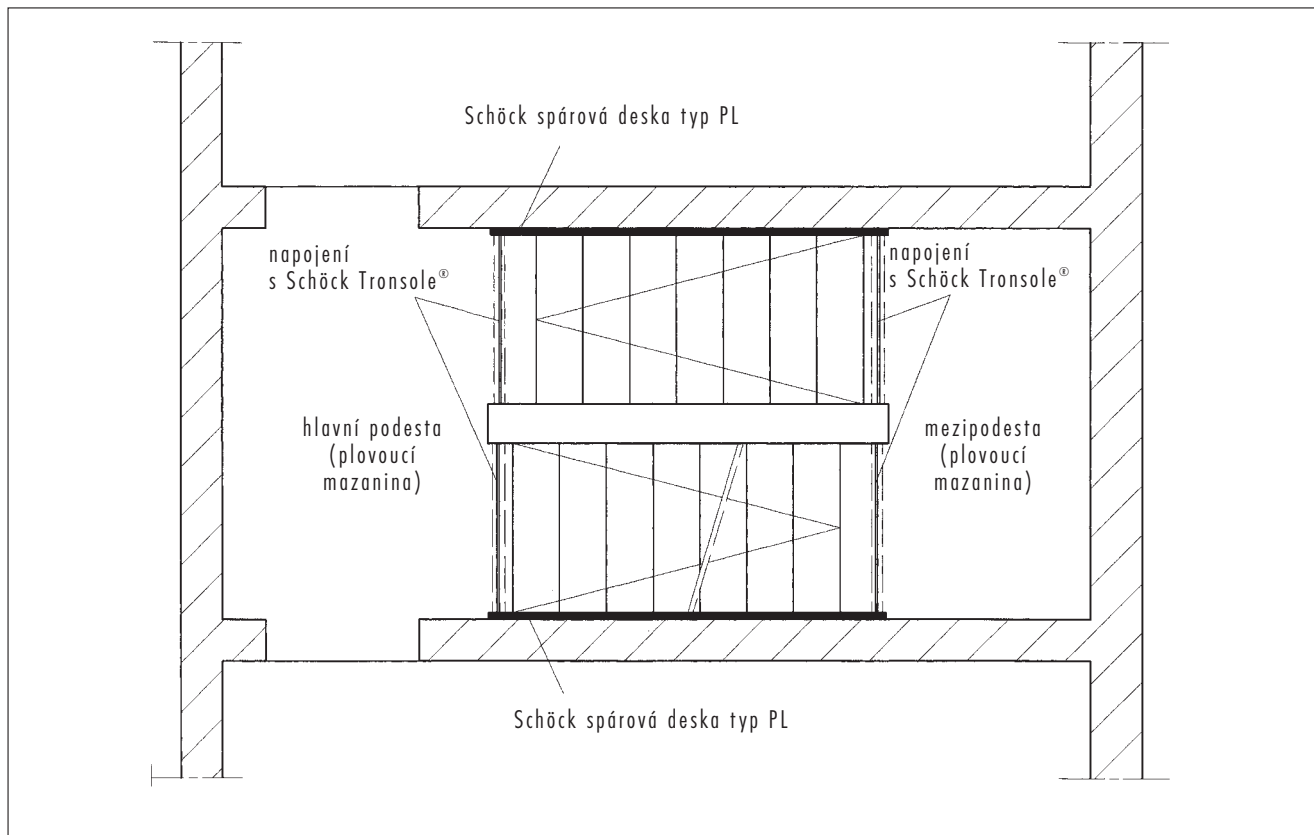 Schöck spárová deska typ PL
napojení
s Schöck Tronsole®
napojení
s Schöck Tronsole®
hlavní podesta
(plovoucí
mazanina)
mezipodesta
(plovoucí
mazanina)
Schöck spárová deska typ PL